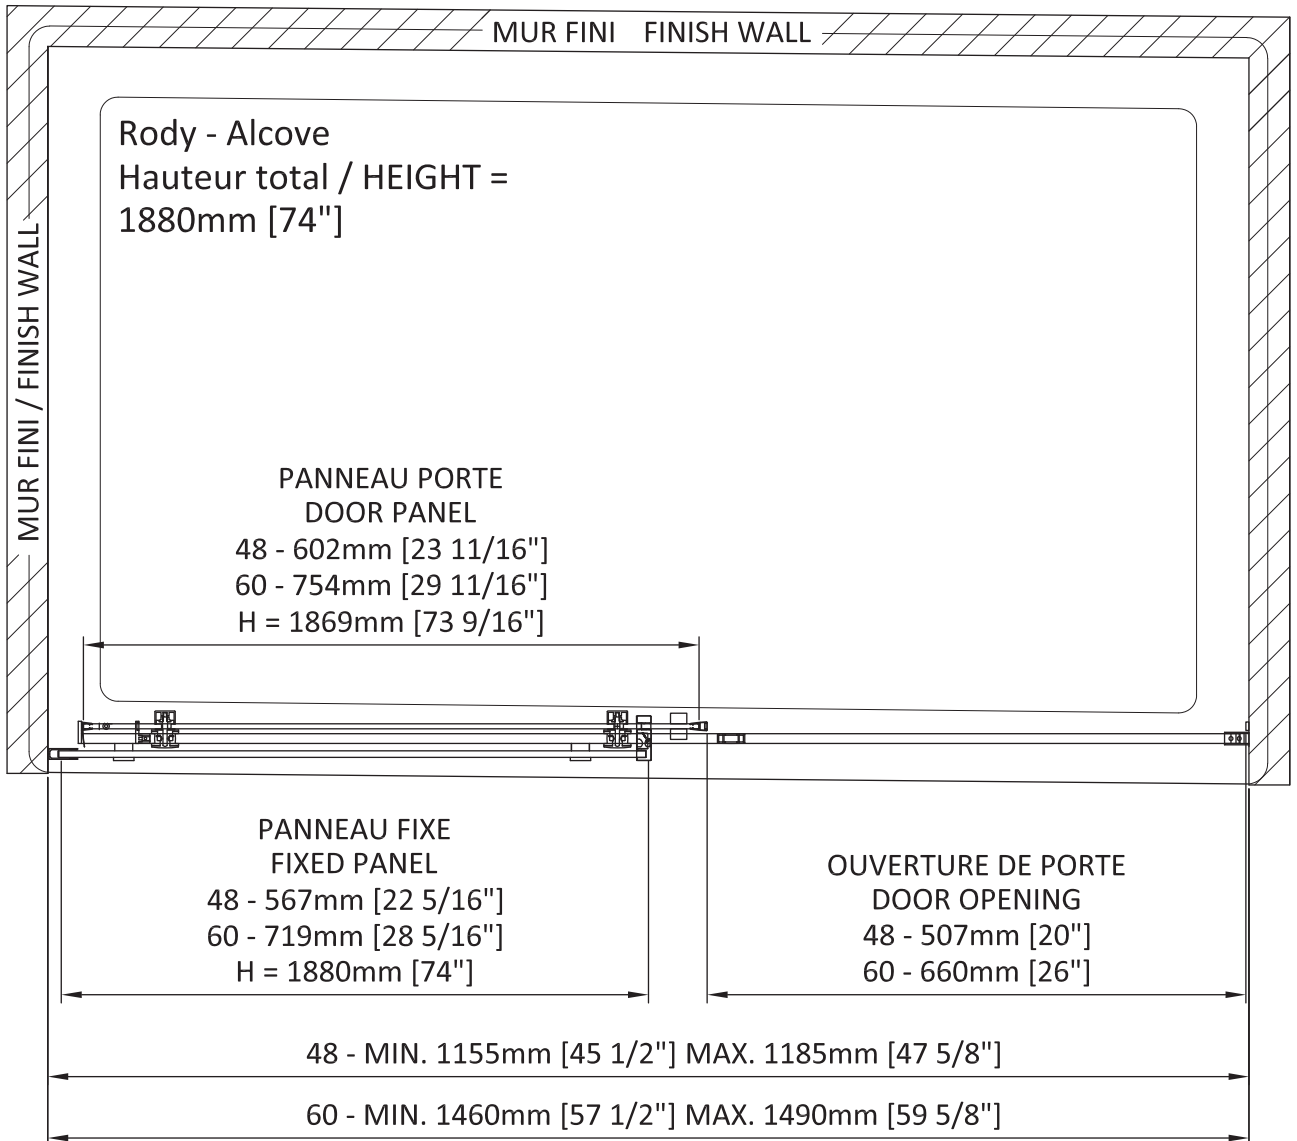 MUR FINI FINISH WALL
Rody - Alcove
Hauteur total / HEIGHT =
1880mm [74"]
MUR FINI / FINISH WALL
PANNEAU PORTE
DOOR PANEL
48 - 602mm [23 11/16"]
60 - 754mm [29 11/16"]
H = 1869mm [73 9/16"]
PANNEAU FIXE
FIXED PANEL
48 - 567mm [22 5/16"]
60 - 719mm [28 5/16"]
H = 1880mm [74"]
OUVERTURE DE PORTE
DOOR OPENING
48 - 507mm [20"]
60 - 660mm [26"]
48 - MIN. 1155mm [45 1/2"] MAX. 1185mm [47 5/8"]
60 - MIN. 1460mm [57 1/2"] MAX. 1490mm [59 5/8"]